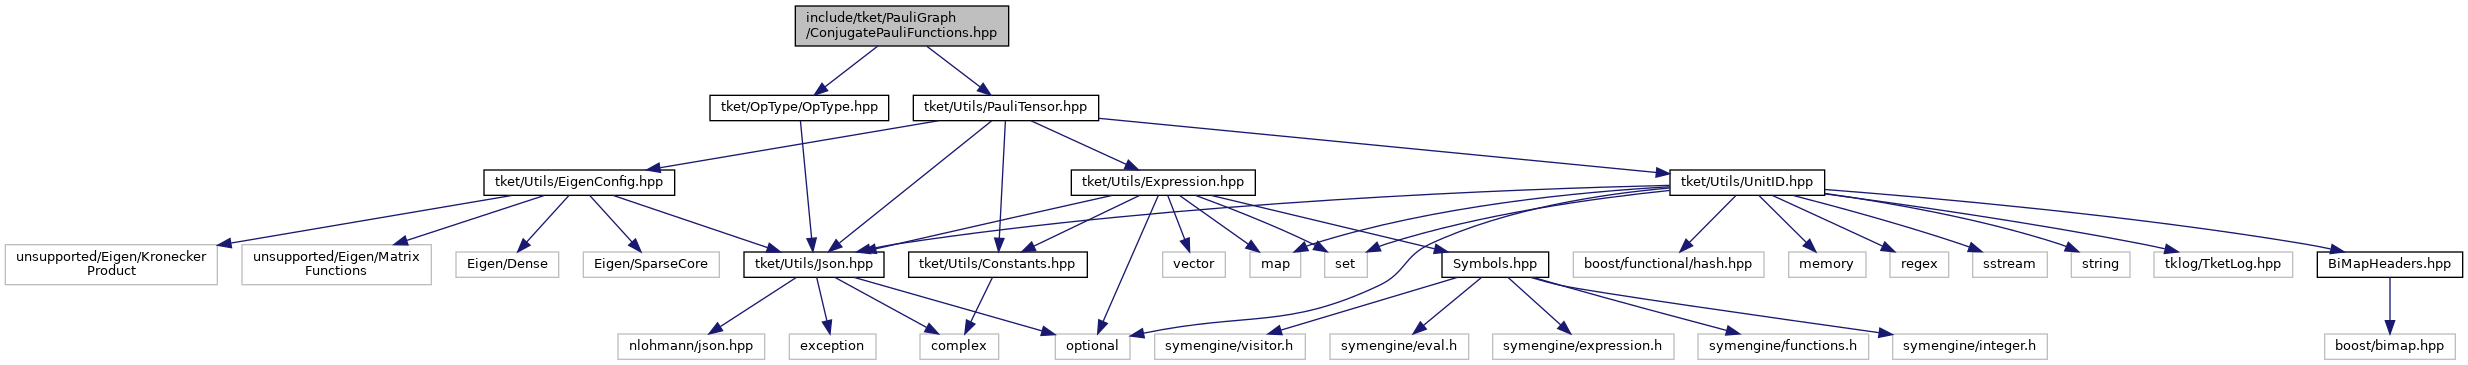 include/tket/PauliGraph
/ConjugatePauliFunctions.hpp
tket/OpType/OpType.hpp
tket/Utils/PauliTensor.hpp
tket/Utils/EigenConfig.hpp
tket/Utils/Expression.hpp
tket/Utils/UnitID.hpp
unsupported/Eigen/Kronecker
Product
unsupported/Eigen/Matrix
Functions
Eigen/Dense
Eigen/SparseCore
tket/Utils/Json.hpp
tket/Utils/Constants.hpp
vector
map
set
Symbols.hpp
boost/functional/hash.hpp
memory
regex
sstream
string
tklog/TketLog.hpp
BiMapHeaders.hpp
nlohmann/json.hpp
exception
complex
optional
symengine/visitor.h
symengine/eval.h
symengine/expression.h
symengine/functions.h
symengine/integer.h
boost/bimap.hpp